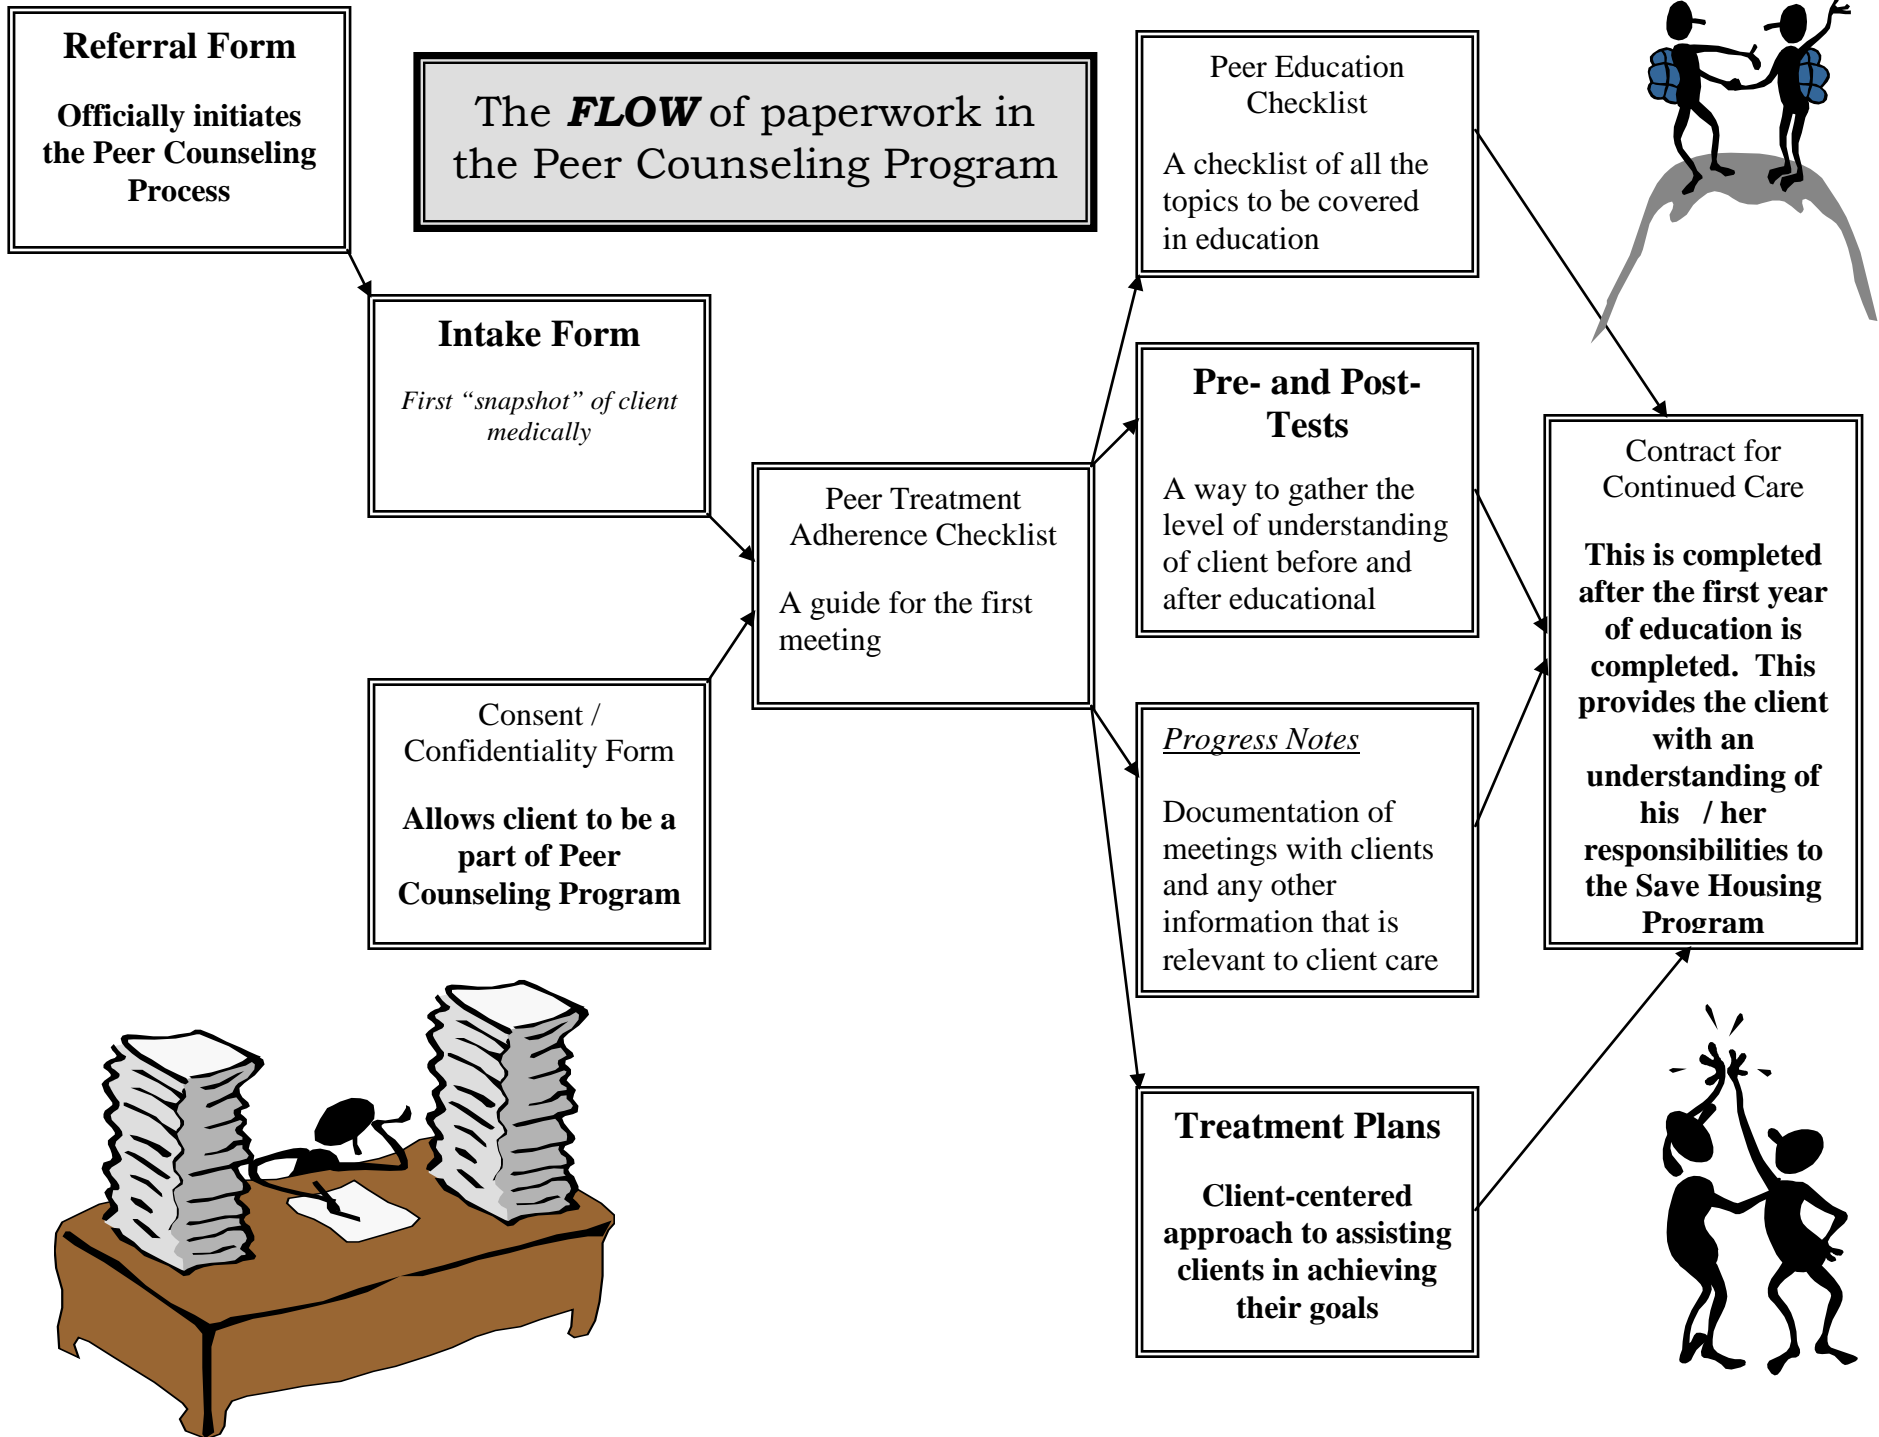 Referral Form
Officially initiates
the Peer Counseling
Process
The FLOW of paperwork in
the Peer Counseling Program
Intake Form
First “snapshot” of client
medically
Consent /
Confidentiality Form
Allows client to be a
part of Peer
Counseling Program
Peer Treatment
Adherence Checklist
A guide for the first
meeting
Peer Education
Checklist
A checklist of all the
topics to be covered
in education
Pre- and Post-
Tests
A way to gather the
level of understanding
of client before and
after educational
Progress Notes
Documentation of
meetings with clients
and any other
information that is
relevant to client care
Treatment Plans
Client-centered
approach to assisting
clients in achieving
their goals
Contract for
Continued Care
This is completed
after the first year
of education is
completed.  This
provides the client
with an
understanding of
his   / her
responsibilities to
the Save Housing
Program